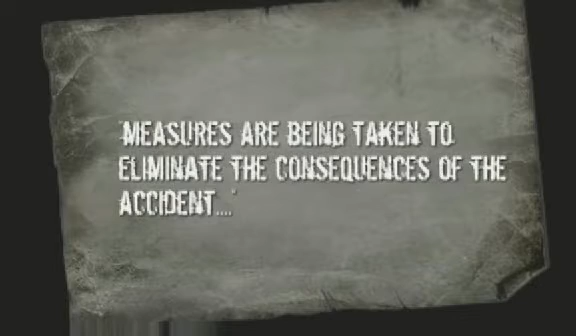 "MEASURES ARE BEING TAKEN TO
ELIMINATE THE CONSEQUENCES OF THE
ACCIDENT...."